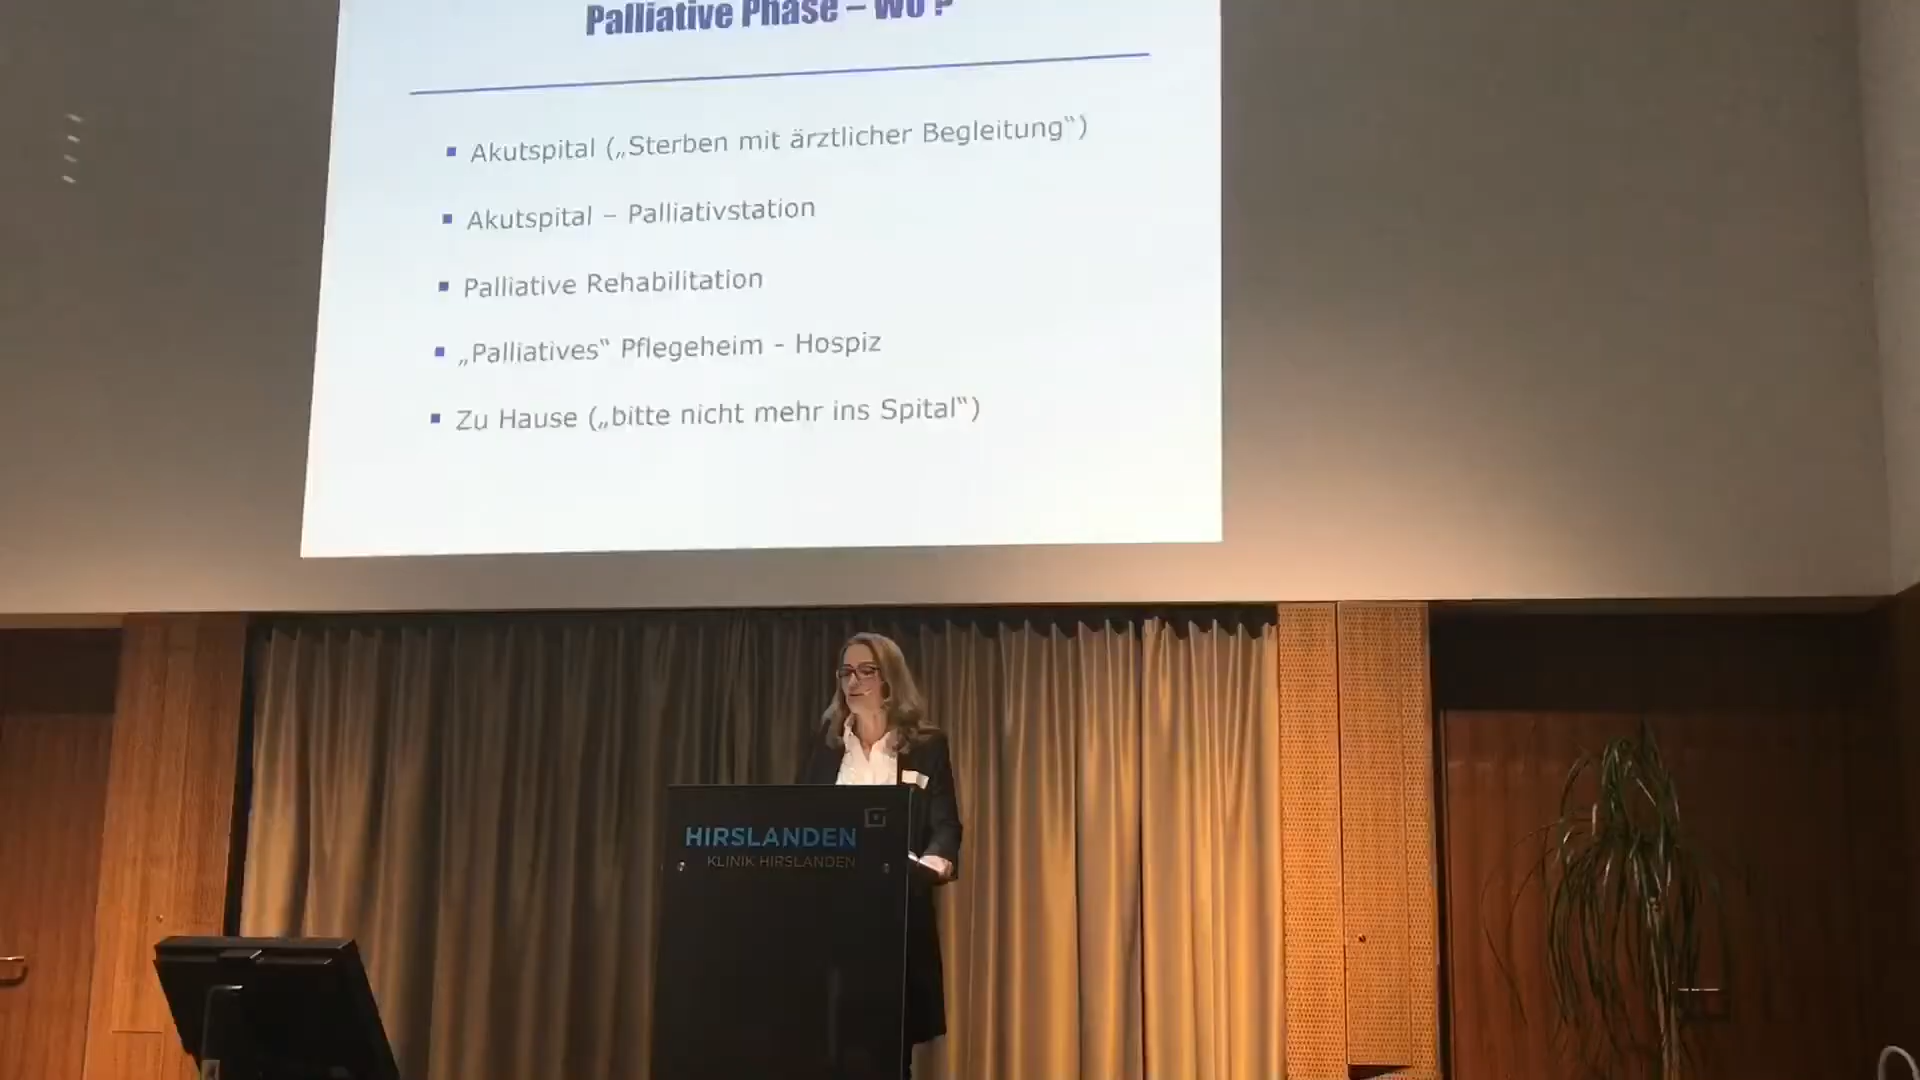 Palliative Phase – Wo ?
Akutspital („Sterben mit ärztlicher Begleitung“)
Akutspital – Palliativstation
Palliative Rehabilitation
„Palliatives“ Pflegeheim - Hospiz
Zu Hause („bitte nicht mehr ins Spital“)
HIRSLANDEN
KLINIK HIRSLANDEN